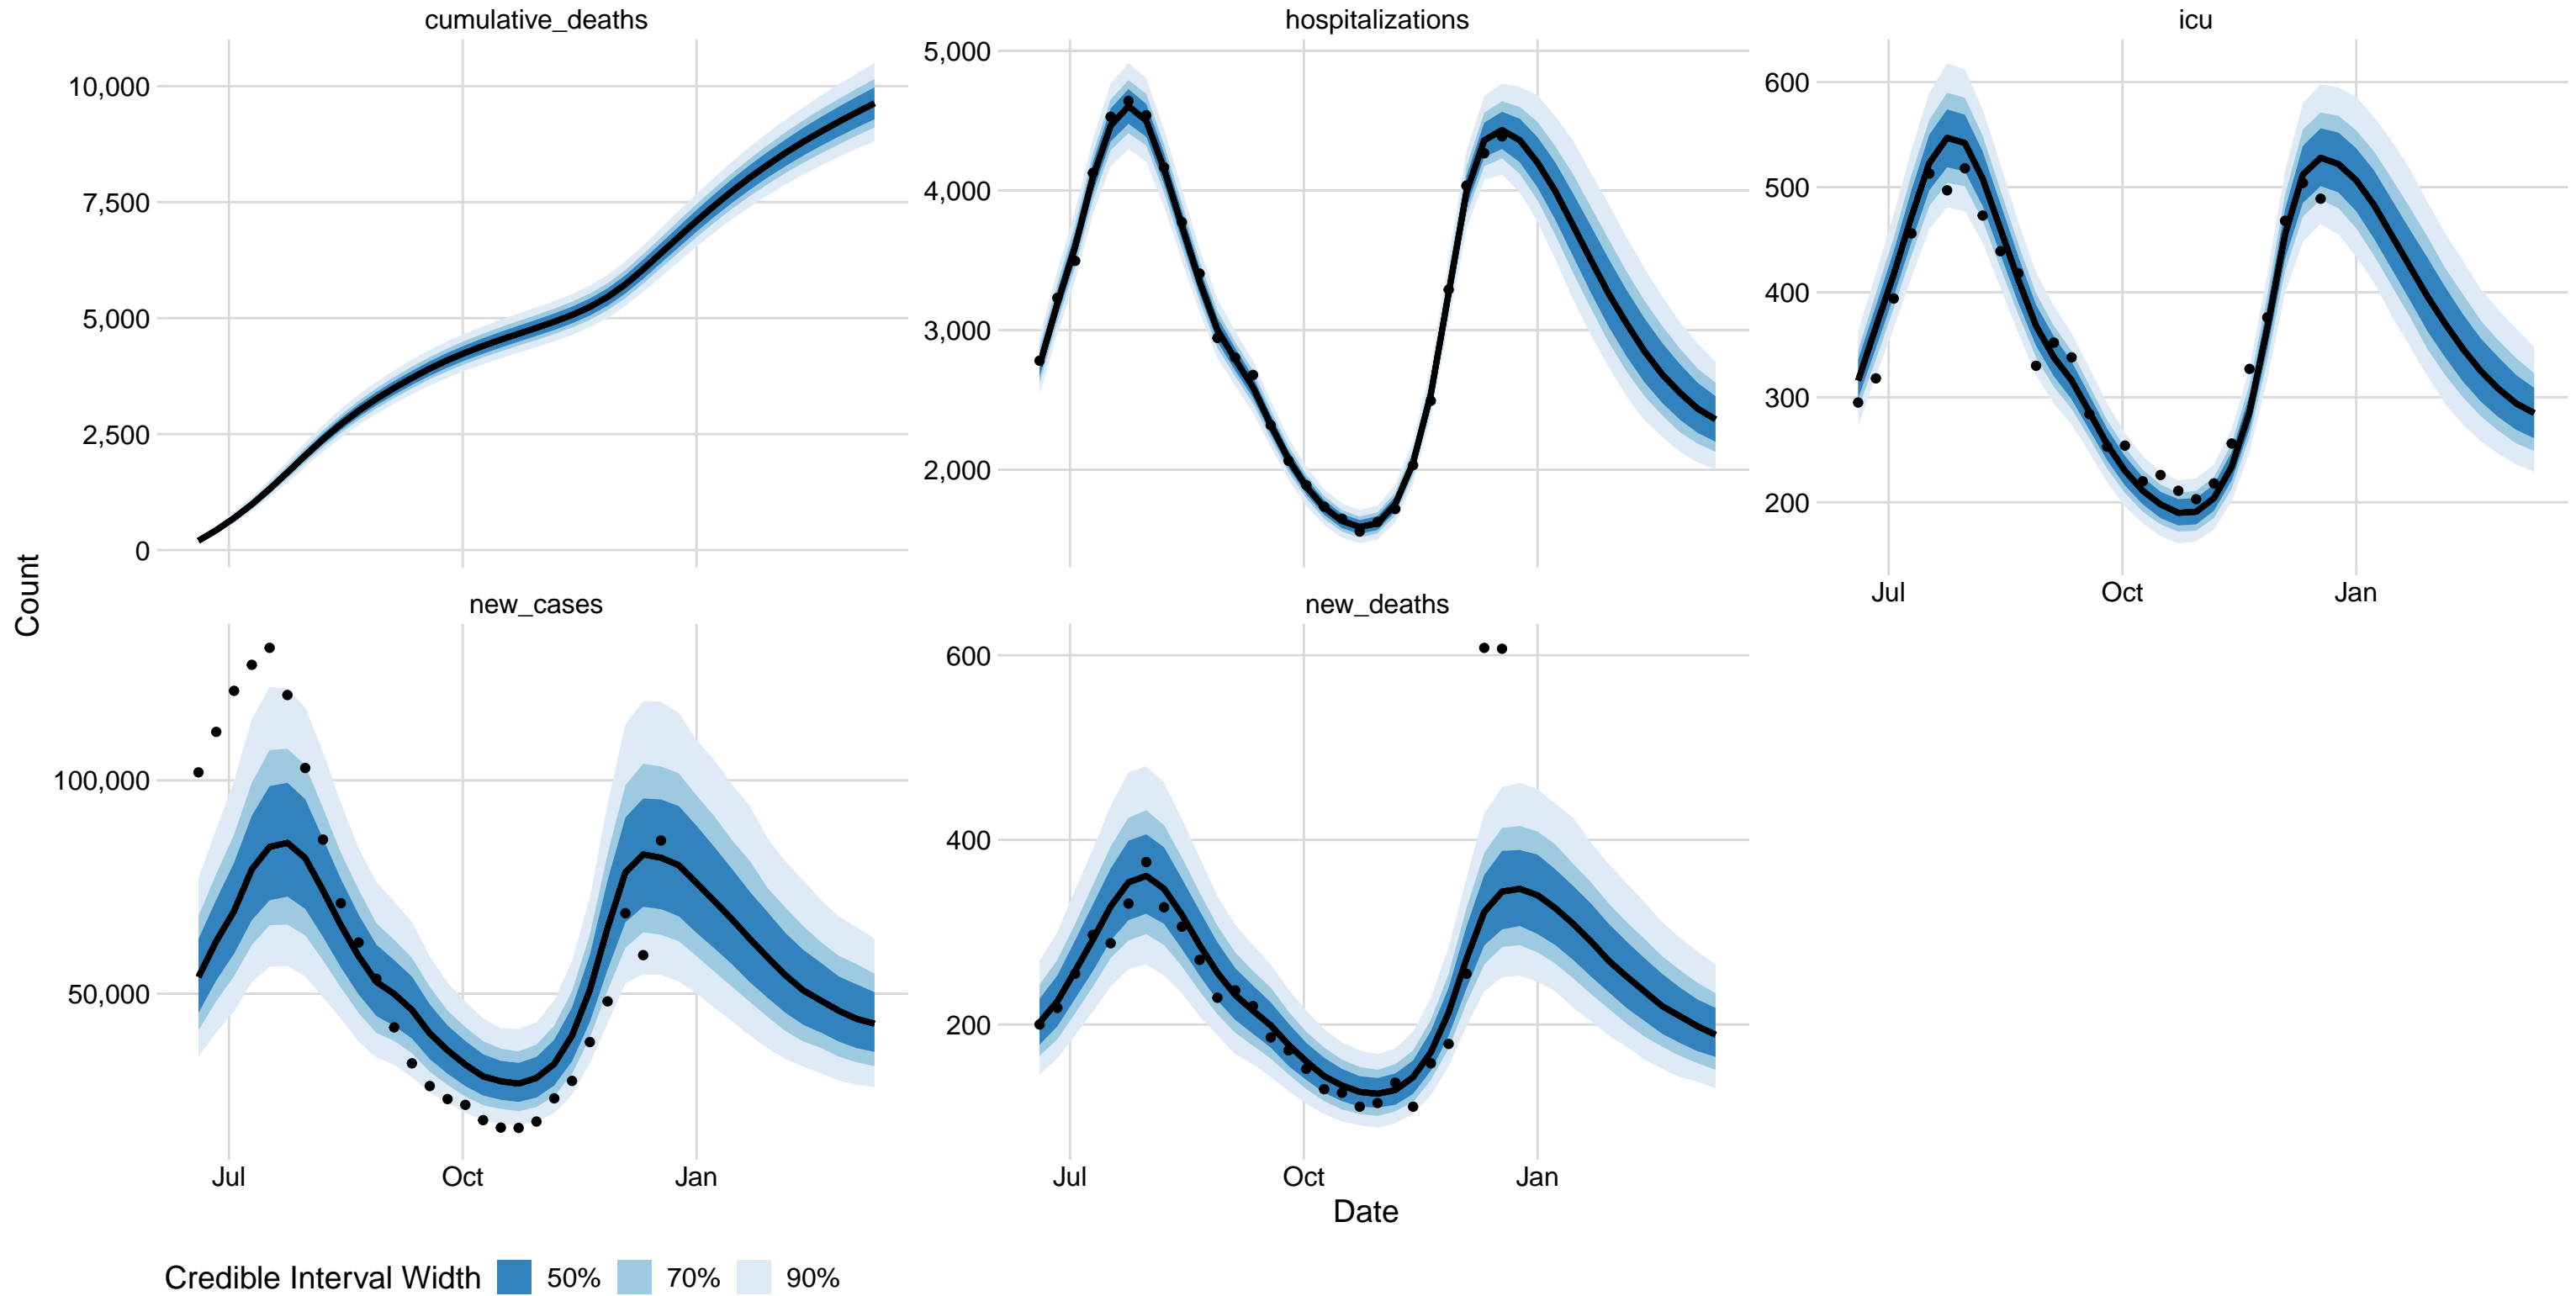 cumulative_deaths
hospitalizations
icu
10,000
7,500
5,000
2,500
0
5,000
4,000
3,000
2,000
600
500
400
300
200
Jul Oct Jan
Count
new_cases
new_deaths
100,000
50,000
600
400
200
Jul Oct Jan
Jul Oct Jan
Date
Credible Interval Width 50% 70% 90%